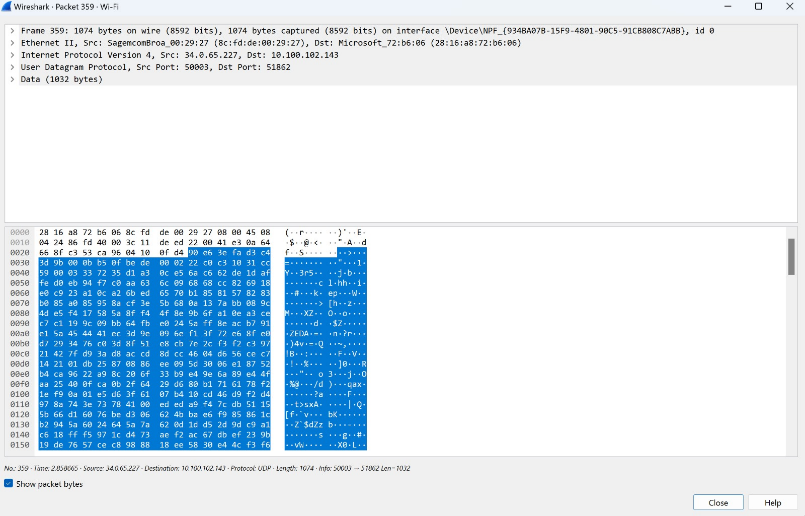 Wireshark · Packet 359 · Wi-Fi
Frame 359: 1074 bytes on wire (8592 bits), 1074 bytes captured (8592 bits) on interface \Device\NPF_{934BA07B-15F9-4801-90C5-91CB808C7ABB}, id 0
Ethernet II, Src: SagemcomBroa_00:29:27 (8c:fd:de:00:29:27), Dst: Microsoft_72:b6:06 (28:16:a8:72:b6:06)
Internet Protocol Version 4, Src: 34.0.65.227, Dst: 10.100.102.143
User Datagram Protocol, Src Port: 50003, Dst Port: 51862
Data (1032 bytes)
0000 28 16 a8 72 b6 06 8c fd de 00 29 27 08 00 45 08 (··r···· ··)'··E·
0010 04 24 86 fd 40 00 3c 11 de ed 22 00 41 e3 0a 64 ·$··@·<· ··"·A··d
0020 66 8f c3 53 ca 96 04 10 0f d4 90 e6 3e fa d3 c4 f··S···· ····>···
0030 3d 9b 00 0b b5 0f be de 00 02 22 c0 c3 10 31 cc =······· ··"···1·
0040 59 00 03 33 72 35 d1 a3 0c e5 6a c6 62 de 1d af Y··3r5·· ··j·b···
0050 fe d0 eb 94 f7 c0 aa 63 6c 09 68 68 cc 82 69 18
0060 e0 c9 23 a1 0c a2 6b ed 65 70 b1 85 81 57 82 83 ··#···k· ep···W··
0070 b0 85 a0 85 95 8a cf 3e 5b 68 0a 13 7a bb 08 9c ·······> [h··z···
0080 4d e5 f4 17 58 5a 8f f4 4f 8e 9b 6f a1 0e a3 ce M···XZ·· O··o····
0090 c7 c1 19 9c 09 bb 64 fb e0 24 5a ff 8e ac b7 91 ······d· ·$Z·····
00a0 e1 5a 45 44 41 ec 3d 9e 09 6e f1 3f 72 e6 8f e0 ·ZEDA·=· ·n·?r···
00b0 d7 29 34 76 c0 3d 8f 51 e8 cb 7e 2c f3 f2 c3 97 ·)4v·=·Q ··~,····
00c0 21 42 7f d9 3a d8 ac cd 8d cc 46 04 d6 56 ce c7 !B··:··· ··F··V··
00d0 14 21 01 db 25 87 08 86 ee 09 5d 30 06 e1 87 52 ·!··%··· ··]0···R
00e0 b4 ca 96 22 a9 8c 20 6f 33 b9 e4 9e 6a 89 e4 4f ···"·· o 3···j··O
00f0 aa 25 40 0f ca 0b 2f 64 29 d6 80 b1 71 61 78 f2 ·%@···/d )···qax·
0100 1e f9 0a 01 e5 d6 3f 61 07 b4 10 cd 46 d9 f2 d4 ······?a ····F···
0110 97 8a 74 3e 73 78 41 00 ed ed a9 f4 7c db 51 15 ··t>sxA· ····|·Q·
0120 5b 66 d1 60 76 be d3 06 62 4b ba e6 f9 85 86 1c [f·`v··· bK······
0130 b2 94 5a 60 24 64 5a 7a 62 0d 1d d5 2d 9d c9 a1 ··Z`$dZz b···-···
0140 c6 18 ff f5 97 1c d4 73 ae f2 ac 67 db ef 23 9b ·······s ···g··#·
0150 19 de 76 57 ce c8 98 88 18 ee 58 30 e4 4c f3 f6 ··vW···· ··X0·L··
No.: 359 · Time: 2.858665 · Source: 34.0.65.227 · Destination: 10.100.102.143 · Protocol: UDP · Length: 1074 · Info: 50003 → 51862 Len=1032
Show packet bytes
Close Help